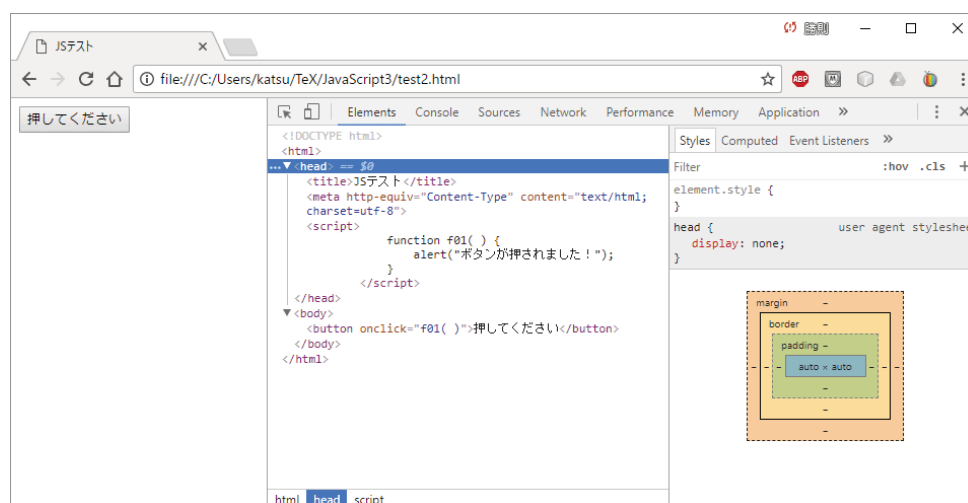 勝則
JSテスト
file:///C:/Users/katsu/TeX/JavaScript3/test2.html
ABP
押してください
Elements Console Sources Network Performance Memory Application »
<!DOCTYPE html>
<html>
...▼<head> == $0
<title>JSテスト</title>
<meta http-equiv="Content-Type" content="text/html;
charset=utf-8">
<script>
function f01( ) {
alert("ボタンが押されました！");
}
</script>
</head>
▼<body>
<button onclick="f01( )">押してください</button>
</body>
</html>
html head script
Styles Computed Event Listeners »
Filter :hov .cls +
element.style {
}
head { user agent styleshee
display: none;
}
margin –
border –
padding –
– – – auto × auto – – –
–
–
–